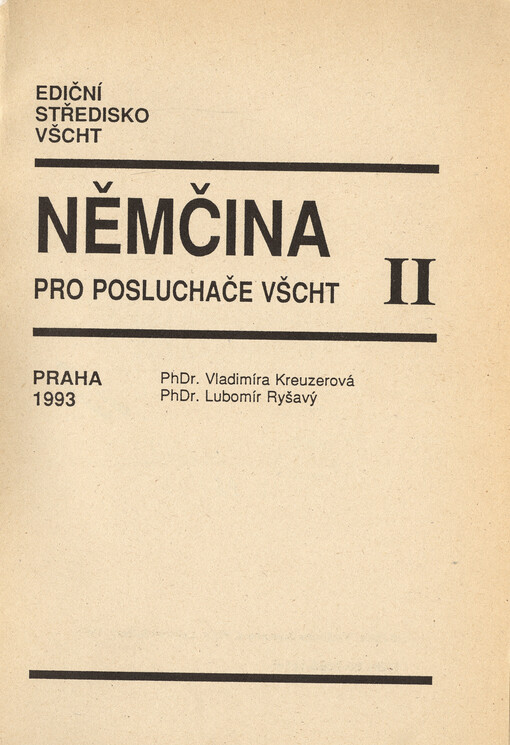 EDIČNÍ
STŘEDISKO
VŠCHT
NĚMČINA
PRO POSLUCHAČE VŠCHT II
PRAHA
1993
PhDr. Vladimíra Kreuzerová
PhDr. Lubomír Ryšavý